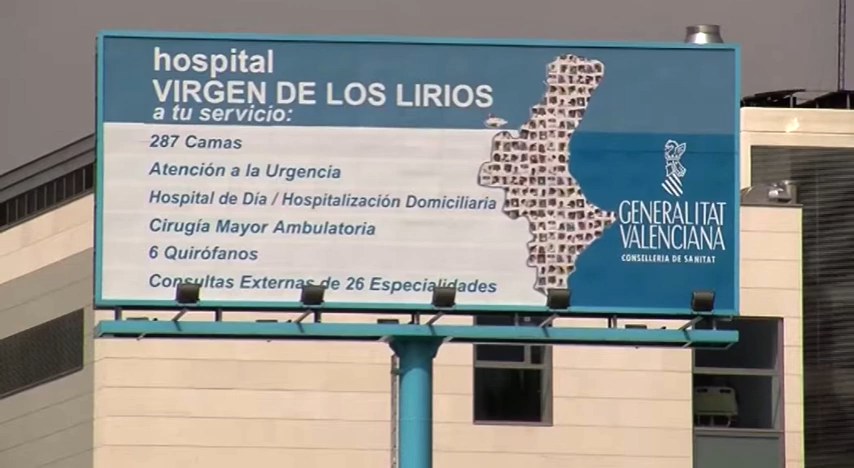 hospital
VIRGEN DE LOS LIRIOS
a tu servicio:
287 Camas
Atención a la Urgencia
Hospital de Día / Hospitalización Domiciliaria
Cirugía Mayor Ambulatoria
6 Quirófanos
Consultas Externas de 26 Especialidades
GENERALITAT
VALENCIANA
CONSELLERIA DE SANITAT